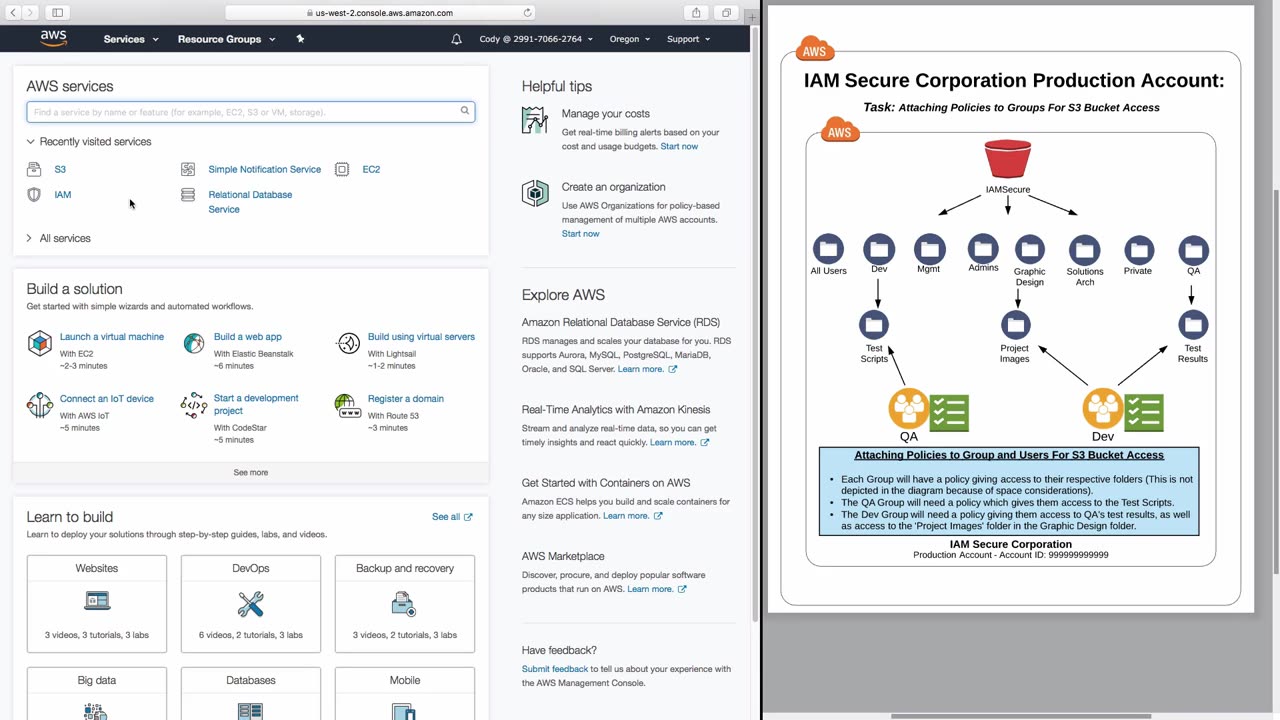 us-west-2.console.aws.amazon.com
aws
Services
Resource Groups
Cody @ 2991-7066-2764
Oregon
Support
AWS services
Find a service by name or feature (for example, EC2, S3 or VM, storage).
Recently visited services
S3
Simple Notification Service
EC2
IAM
Relational Database
Service
All services
Build a solution
Get started with simple wizards and automated workflows.
Launch a virtual machine
With EC2
~2-3 minutes
Build a web app
With Elastic Beanstalk
~6 minutes
Build using virtual servers
With Lightsail
~1-2 minutes
Connect an IoT device
With AWS IoT
~5 minutes
Start a development
project
With CodeStar
~5 minutes
Register a domain
With Route 53
~3 minutes
See more
Learn to build
See all
Learn to deploy your solutions through step-by-step guides, labs, and videos.
Websites
3 videos, 3 tutorials, 3 labs
DevOps
6 videos, 2 tutorials, 3 labs
Backup and recovery
3 videos, 2 tutorials, 3 labs
Big data
Databases
Mobile
Helpful tips
Manage your costs
Get real-time billing alerts based on your
cost and usage budgets. Start now
Create an organization
Use AWS Organizations for policy-based
management of multiple AWS accounts.
Start now
Explore AWS
Amazon Relational Database Service (RDS)
RDS manages and scales your database for you. RDS
supports Aurora, MySQL, PostgreSQL, MariaDB,
Oracle, and SQL Server. Learn more.
Real-Time Analytics with Amazon Kinesis
Stream and analyze real-time data, so you can get
timely insights and react quickly. Learn more.
Get Started with Containers on AWS
Amazon ECS helps you build and scale containers for
any size application. Learn more.
AWS Marketplace
Discover, procure, and deploy popular software
products that run on AWS. Learn more.
Have feedback?
Submit feedback to tell us about your experience with
the AWS Management Console.
AWS
IAM Secure Corporation Production Account:
Task: Attaching Policies to Groups For S3 Bucket Access
AWS
IAMSecure
All Users
Dev
Mgmt
Admins
Graphic
Design
Solutions
Arch
Private
QA
Test
Scripts
Project
Images
Test
Results
QA
Dev
Attaching Policies to Group and Users For S3 Bucket Access
• Each Group will have a policy giving access to their respective folders (This is not
depicted in the diagram because of space considerations).
• The QA Group will need a policy which gives them access to the Test Scripts.
• The Dev Group will need a policy giving them access to QA's test results, as well
as access to the 'Project Images' folder in the Graphic Design folder.
IAM Secure Corporation
Production Account - Account ID: 999999999999